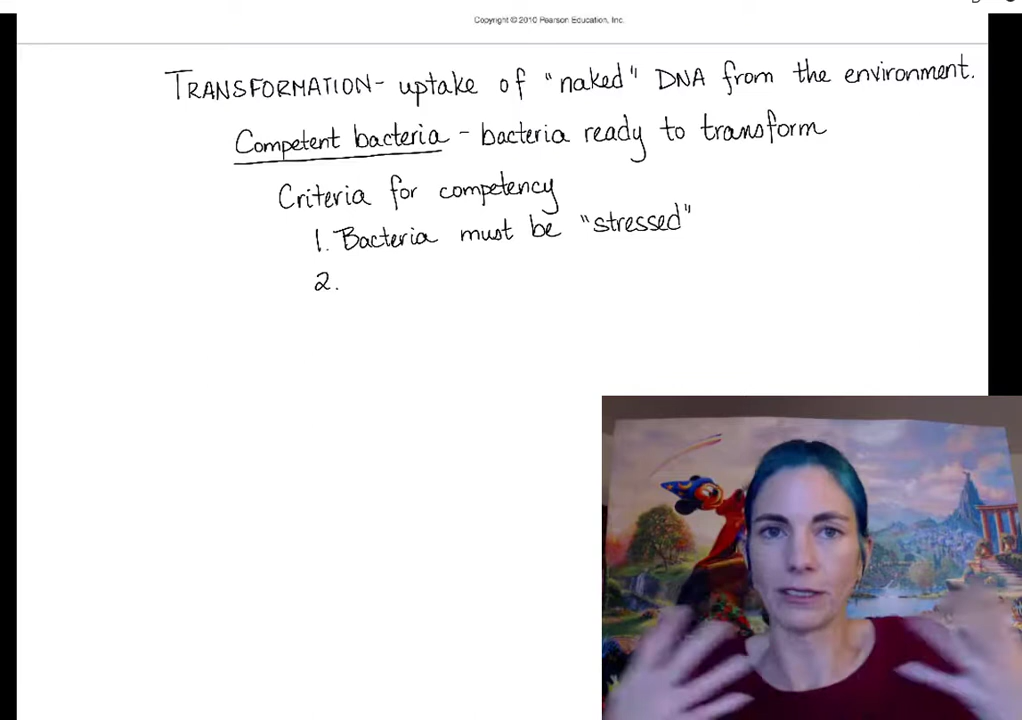 Copyright © 2010 Pearson Education, Inc.
TRANSFORMATION- uptake of "naked" DNA from the environment.
Competent bacteria - bacteria ready to transform
Criteria for competency
1. Bacteria must be "stressed"
2.